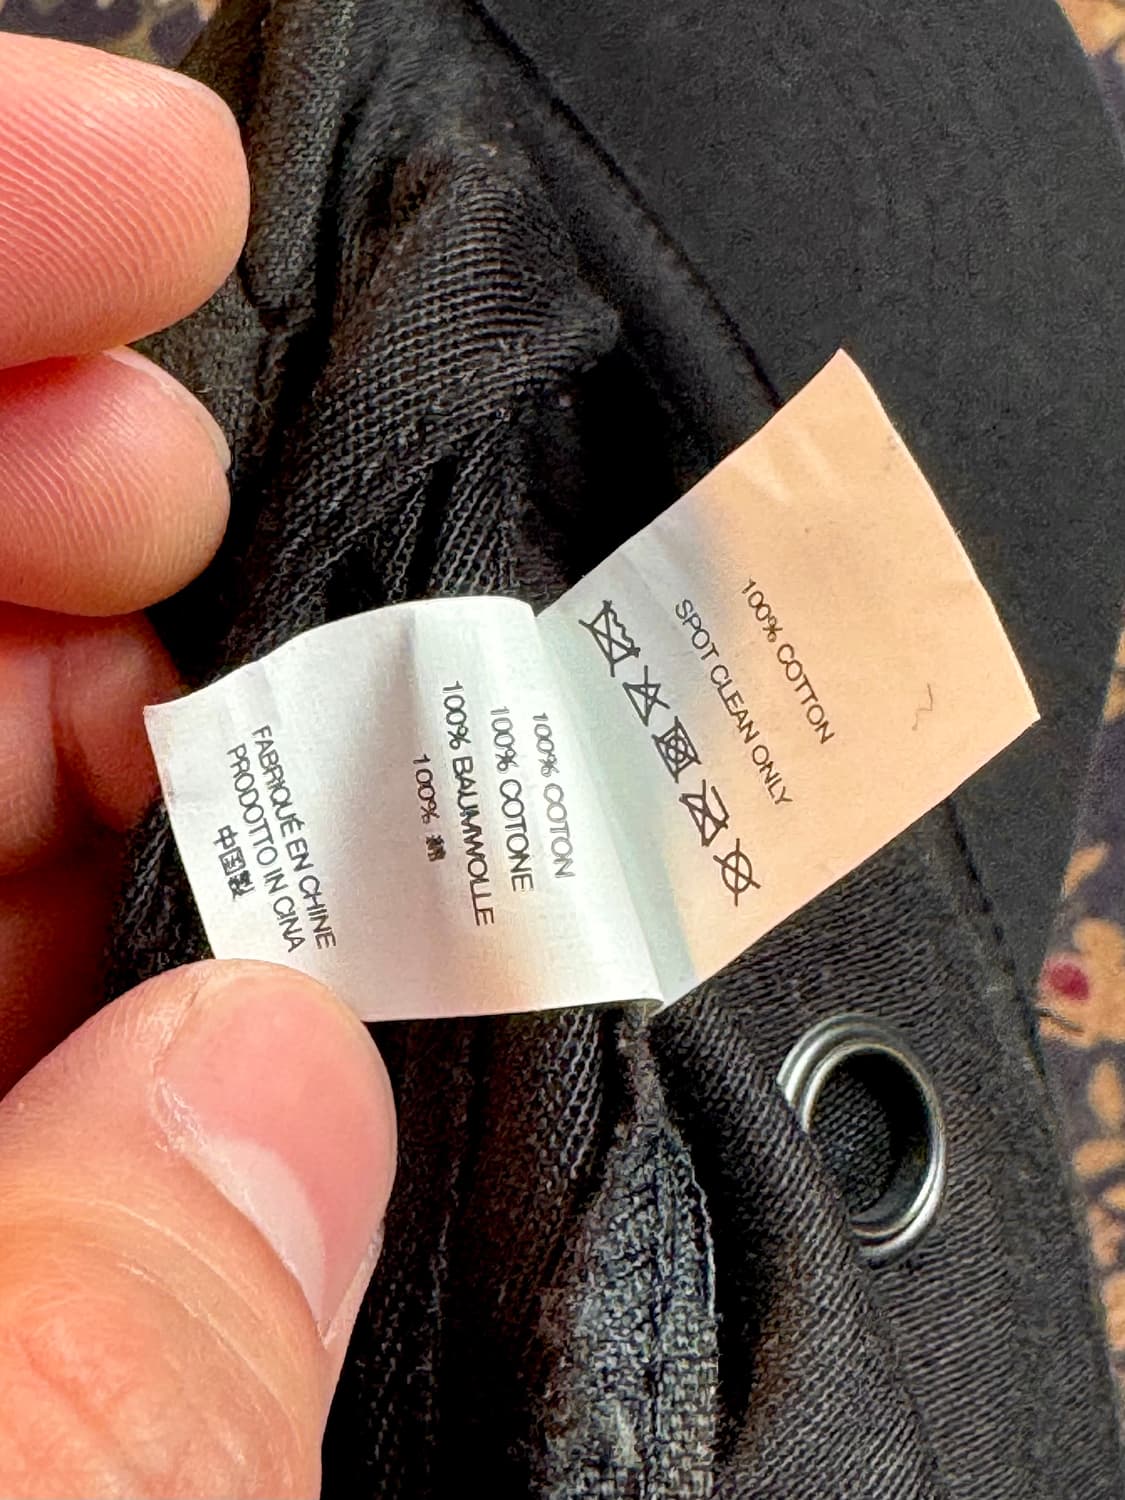 100% COTTON
SPOT CLEAN ONLY
100% COTON
100% COTONE
100% BAUMWOLLE
100% 綿
FABRIQUÉ EN CHINE
PRODOTTO IN CINA
中国製